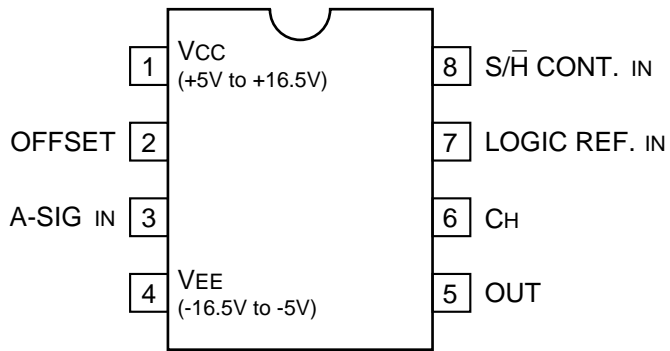 1 VCC
(+5V to +16.5V)
8 S/H̅ CONT. IN
OFFSET 2
7 LOGIC REF. IN
A-SIG IN 3
6 CH
4 VEE
(-16.5V to -5V)
5 OUT